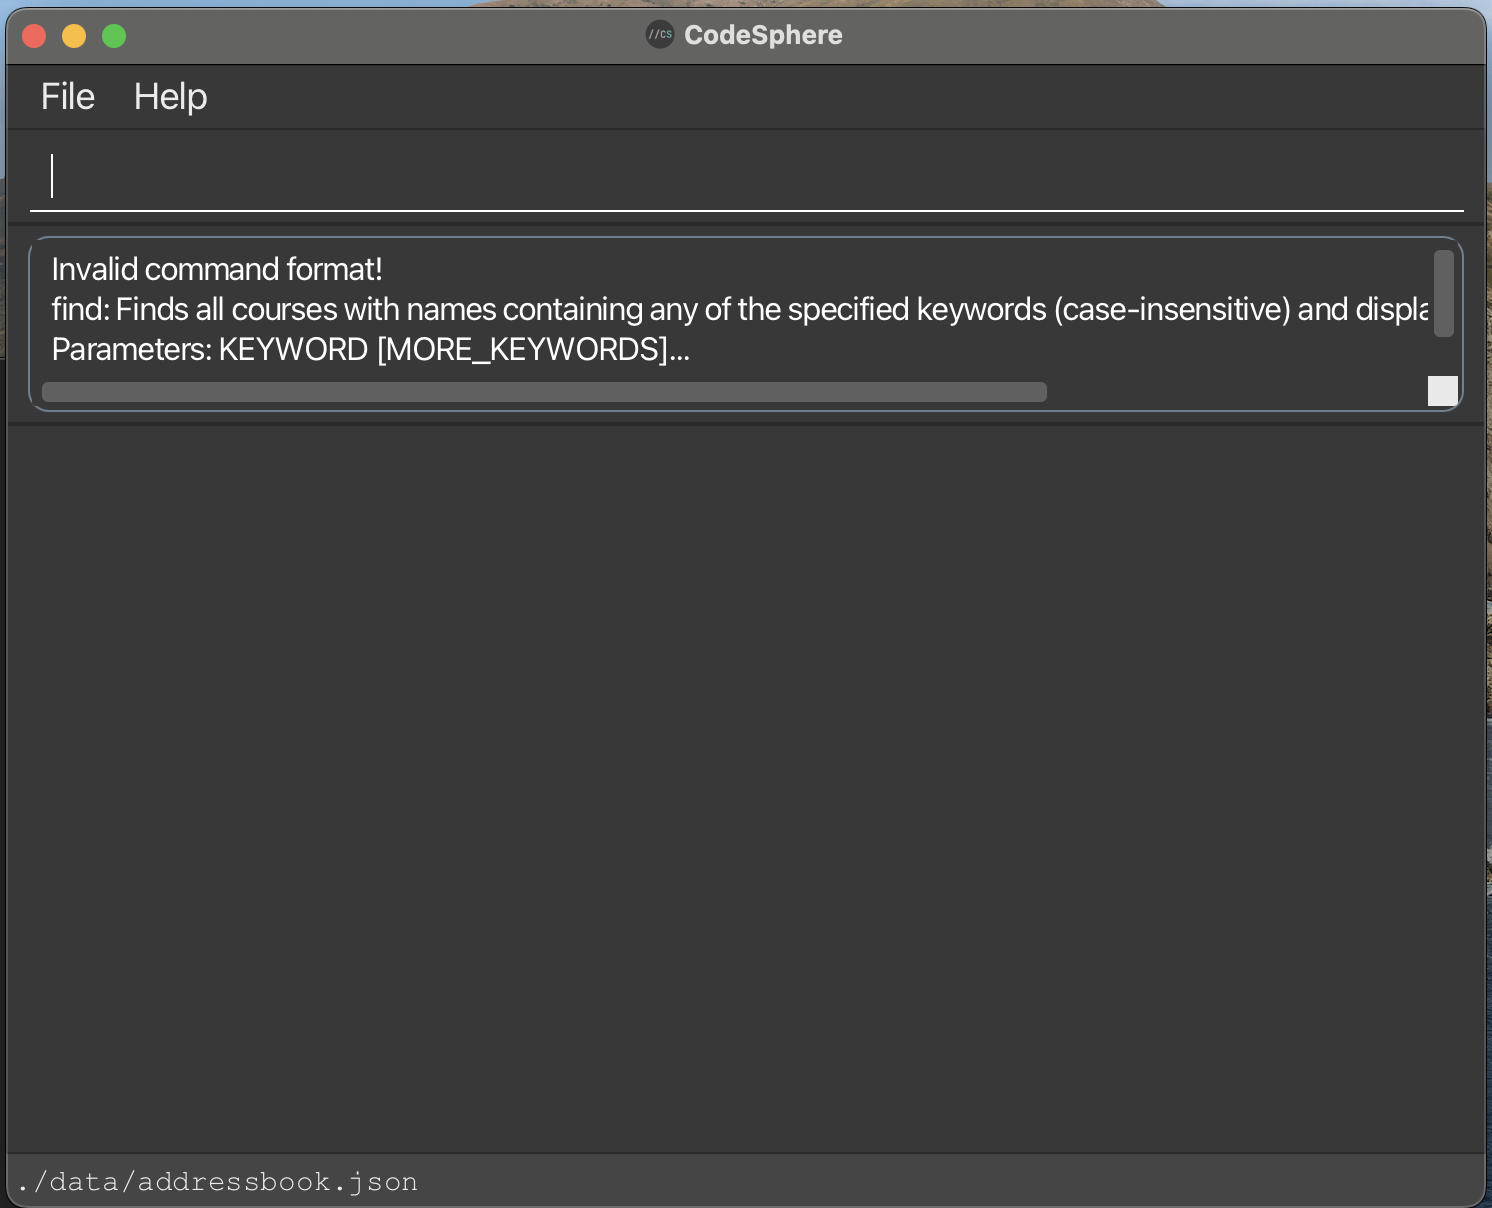 //CS CodeSphere
File Help
Invalid command format!
find: Finds all courses with names containing any of the specified keywords (case-insensitive) and displa
Parameters: KEYWORD [MORE_KEYWORDS]...
./data/addressbook.json